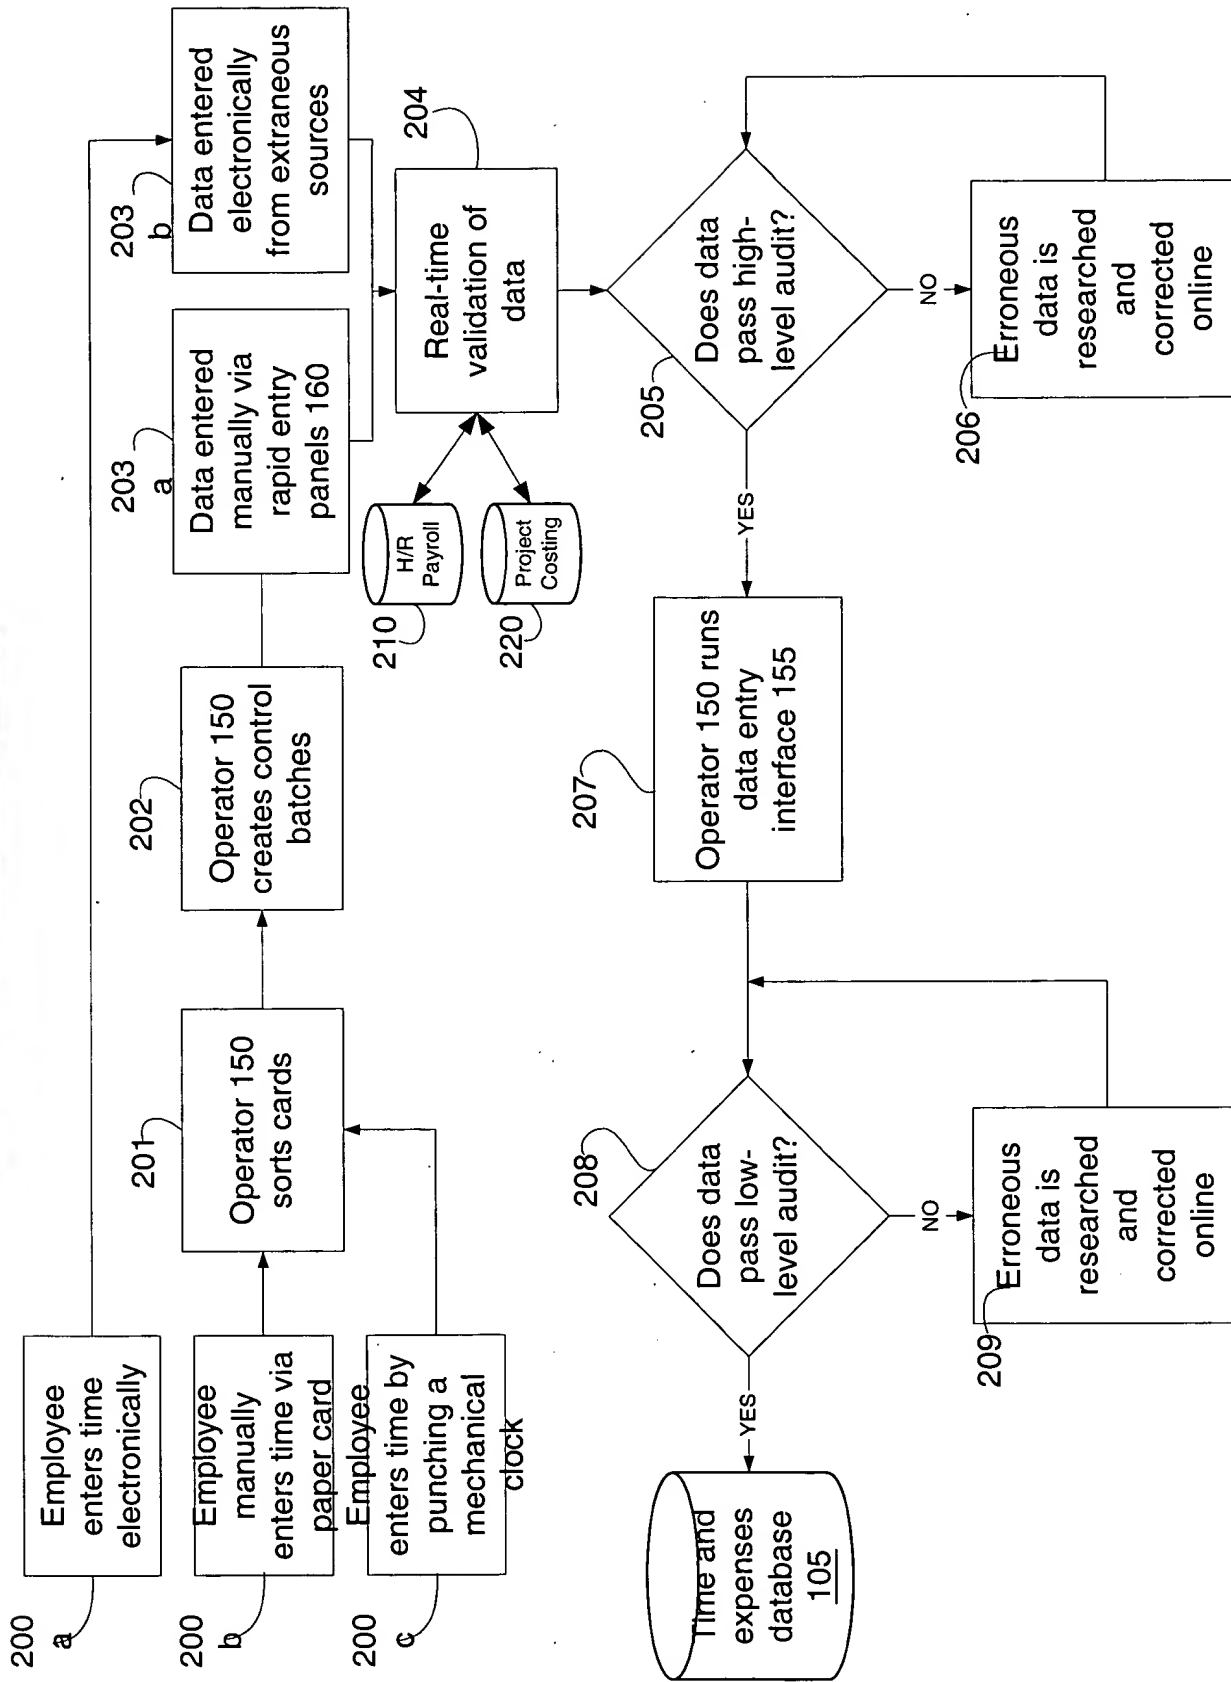 200
a
Employee
enters time
electronically
200
b
Employee
manually
enters time via
paper card
200
c
Employee
enters time by
punching a
mechanical
clock
201
Operator 150
sorts cards
202
Operator 150
creates control
batches
203
a
Data entered
manually via
rapid entry
panels 160
203
b
Data entered
electronically
from extraneous
sources
204
Real-time
validation of
data
H/R
Payroll
210
Project
Costing
220
205
Does data
pass high-
level audit?
NO
206
Erroneous
data is
researched
and
corrected
online
YES
207
Operator 150 runs
data entry
interface 155
208
Does data
pass low-
level audit?
NO
209
Erroneous
data is
researched
and
corrected
online
YES
Time and
expenses
database
105